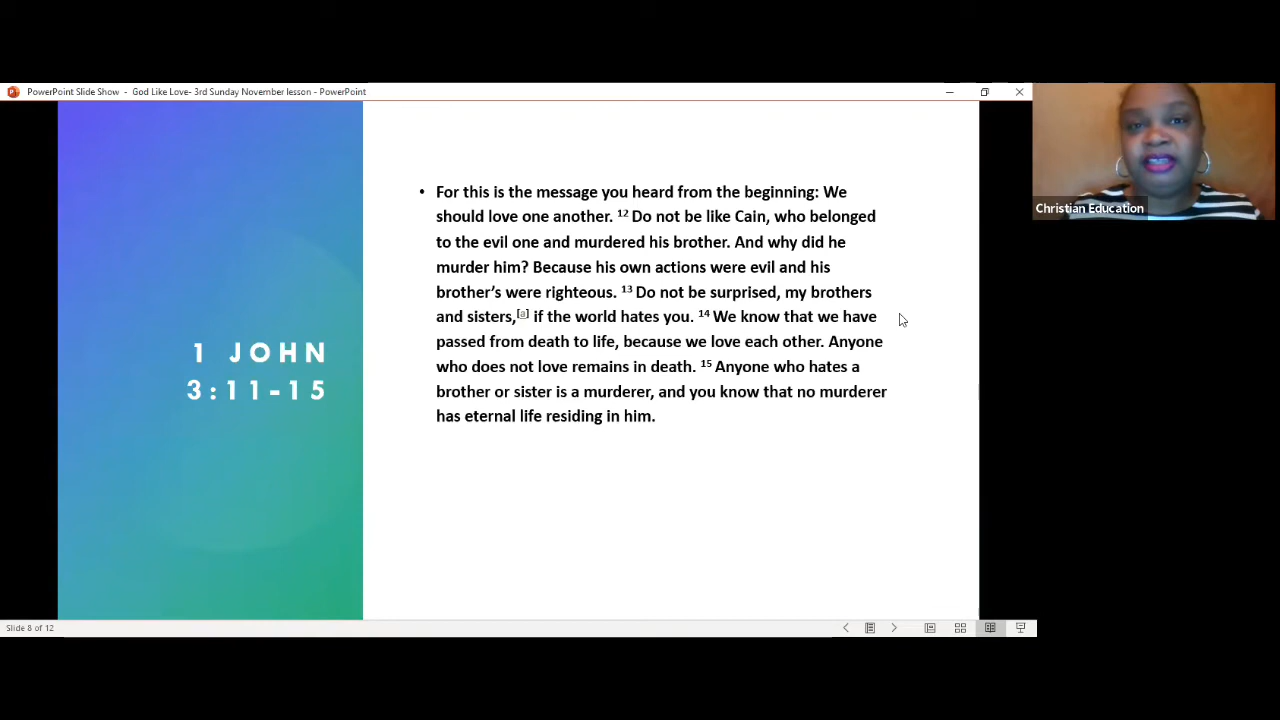 PowerPoint Slide Show - God Like Love- 3rd Sunday November lesson - PowerPoint
1 JOHN
3:11-15
• For this is the message you heard from the beginning: We
should love one another. 12 Do not be like Cain, who belonged
to the evil one and murdered his brother. And why did he
murder him? Because his own actions were evil and his
brother's were righteous. 13 Do not be surprised, my brothers
and sisters,[a] if the world hates you. 14 We know that we have
passed from death to life, because we love each other. Anyone
who does not love remains in death. 15 Anyone who hates a
brother or sister is a murderer, and you know that no murderer
has eternal life residing in him.
Christian Education
Slide 8 of 12